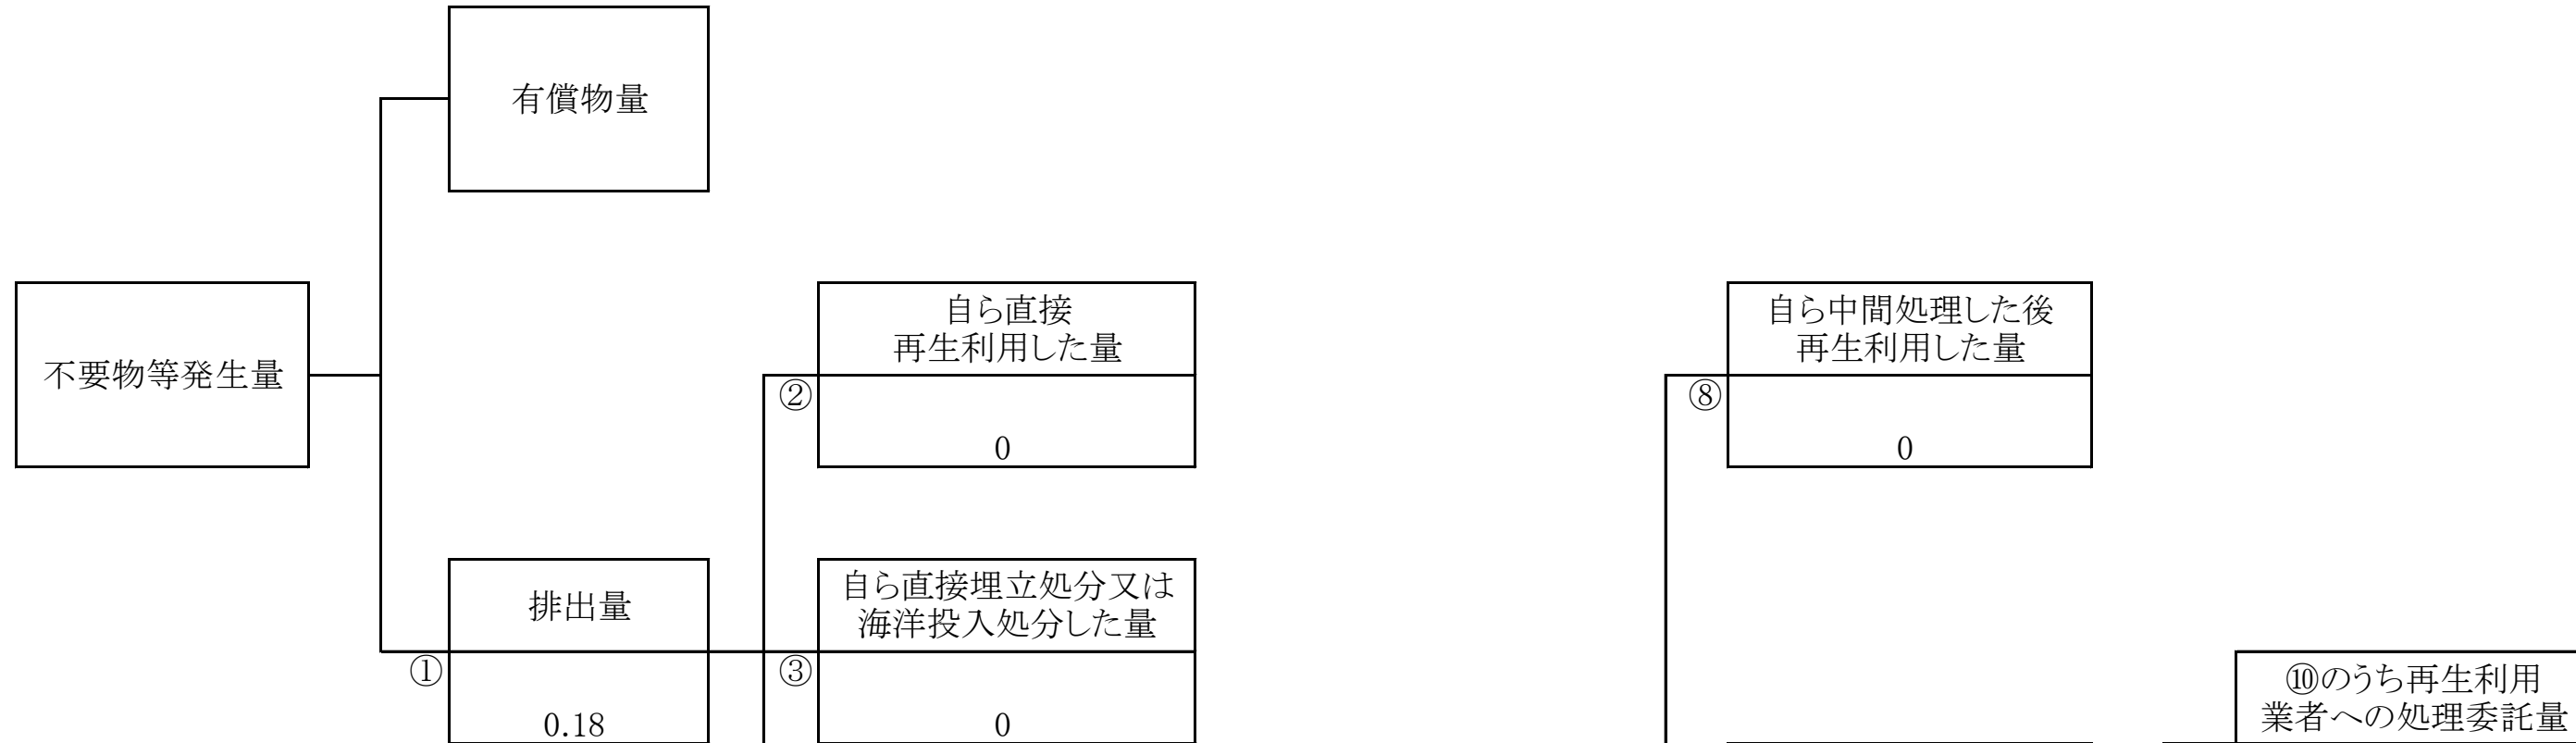 有償物量
不要物等発生量
自ら直接
再生利用した量
②
0
自ら中間処理した後
再生利用した量
⑧
0
排出量
①
0.18
自ら直接埋立処分又は
海洋投入処分した量
③
0
⑩のうち再生利用
業者への処理委託量